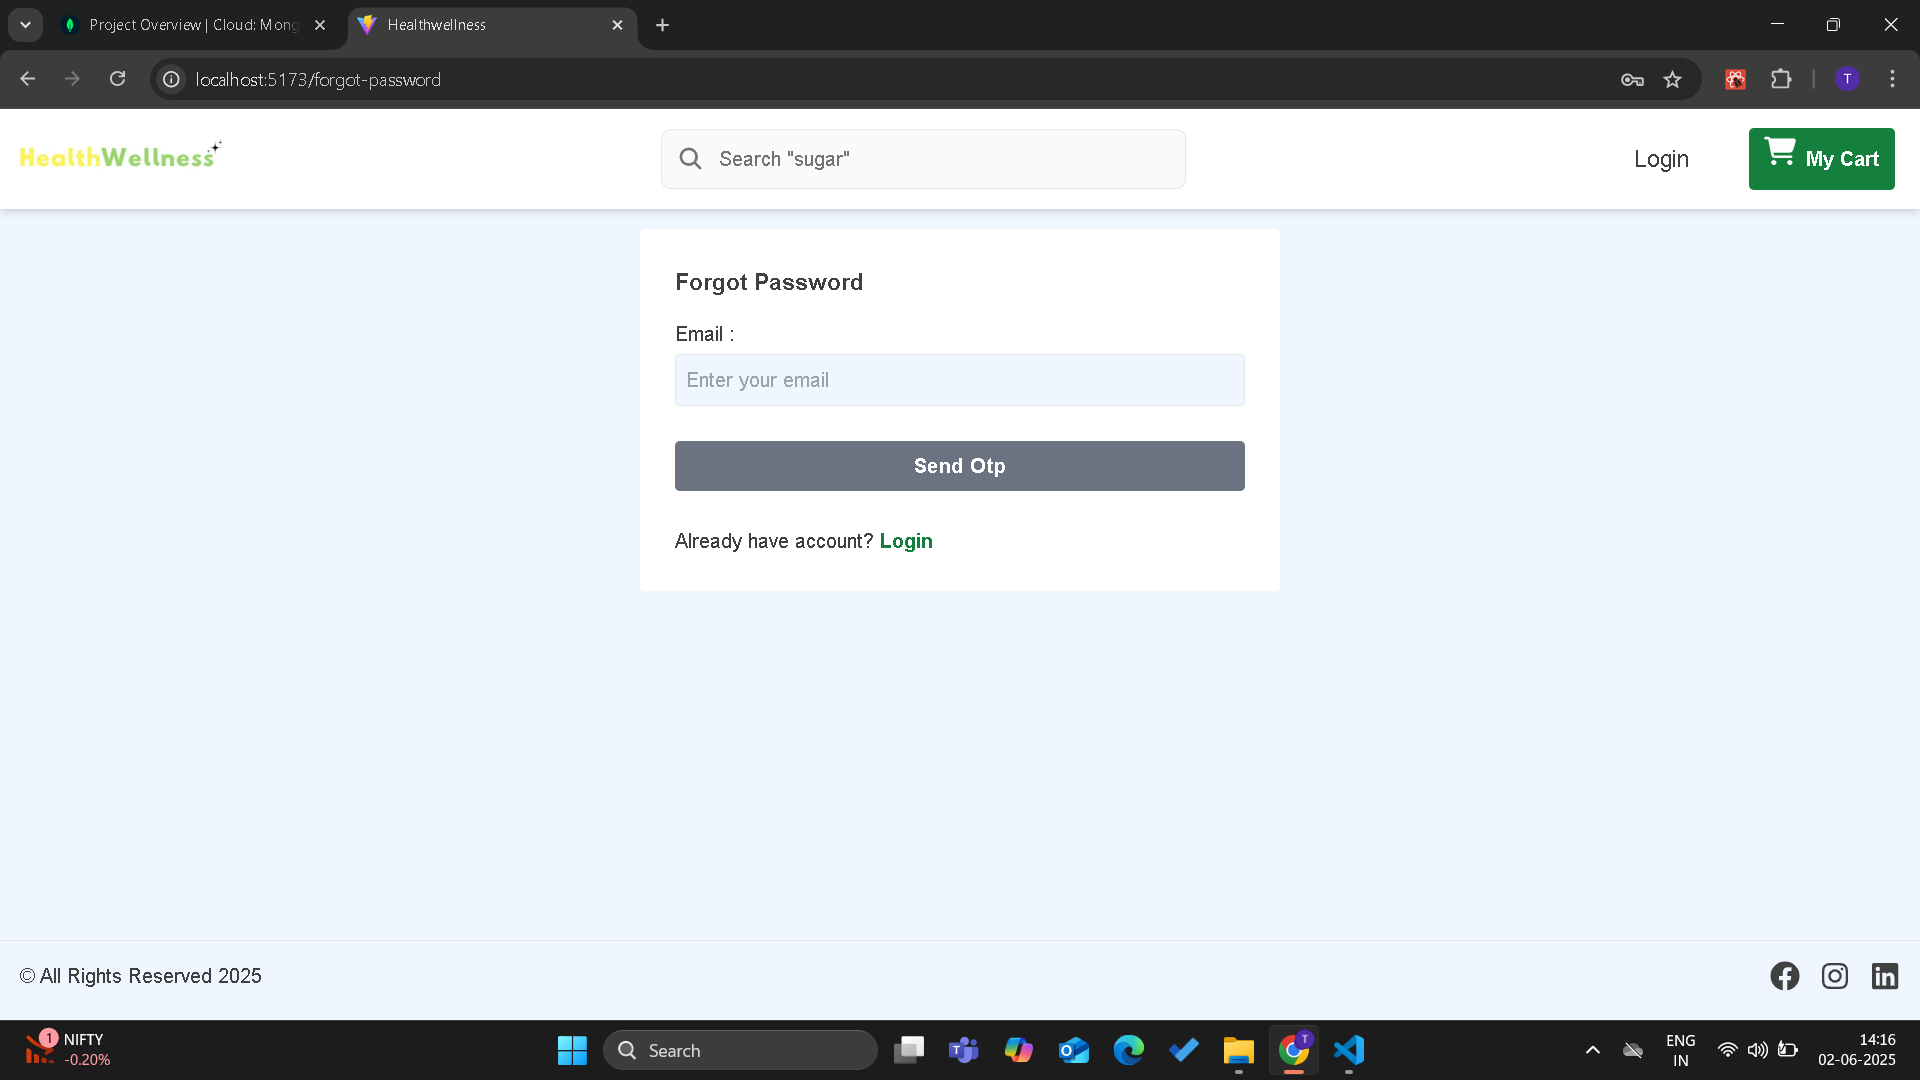 Project Overview | Cloud: Mong
Healthwellness
localhost:5173/forgot-password
T
HealthWellness
Search "sugar"
Login
My Cart
Forgot Password
Email :
Enter your email
Send Otp
Already have account? Login
© All Rights Reserved 2025
1
NIFTY
-0.20%
Search
T
ENG
IN
14:16
02-06-2025